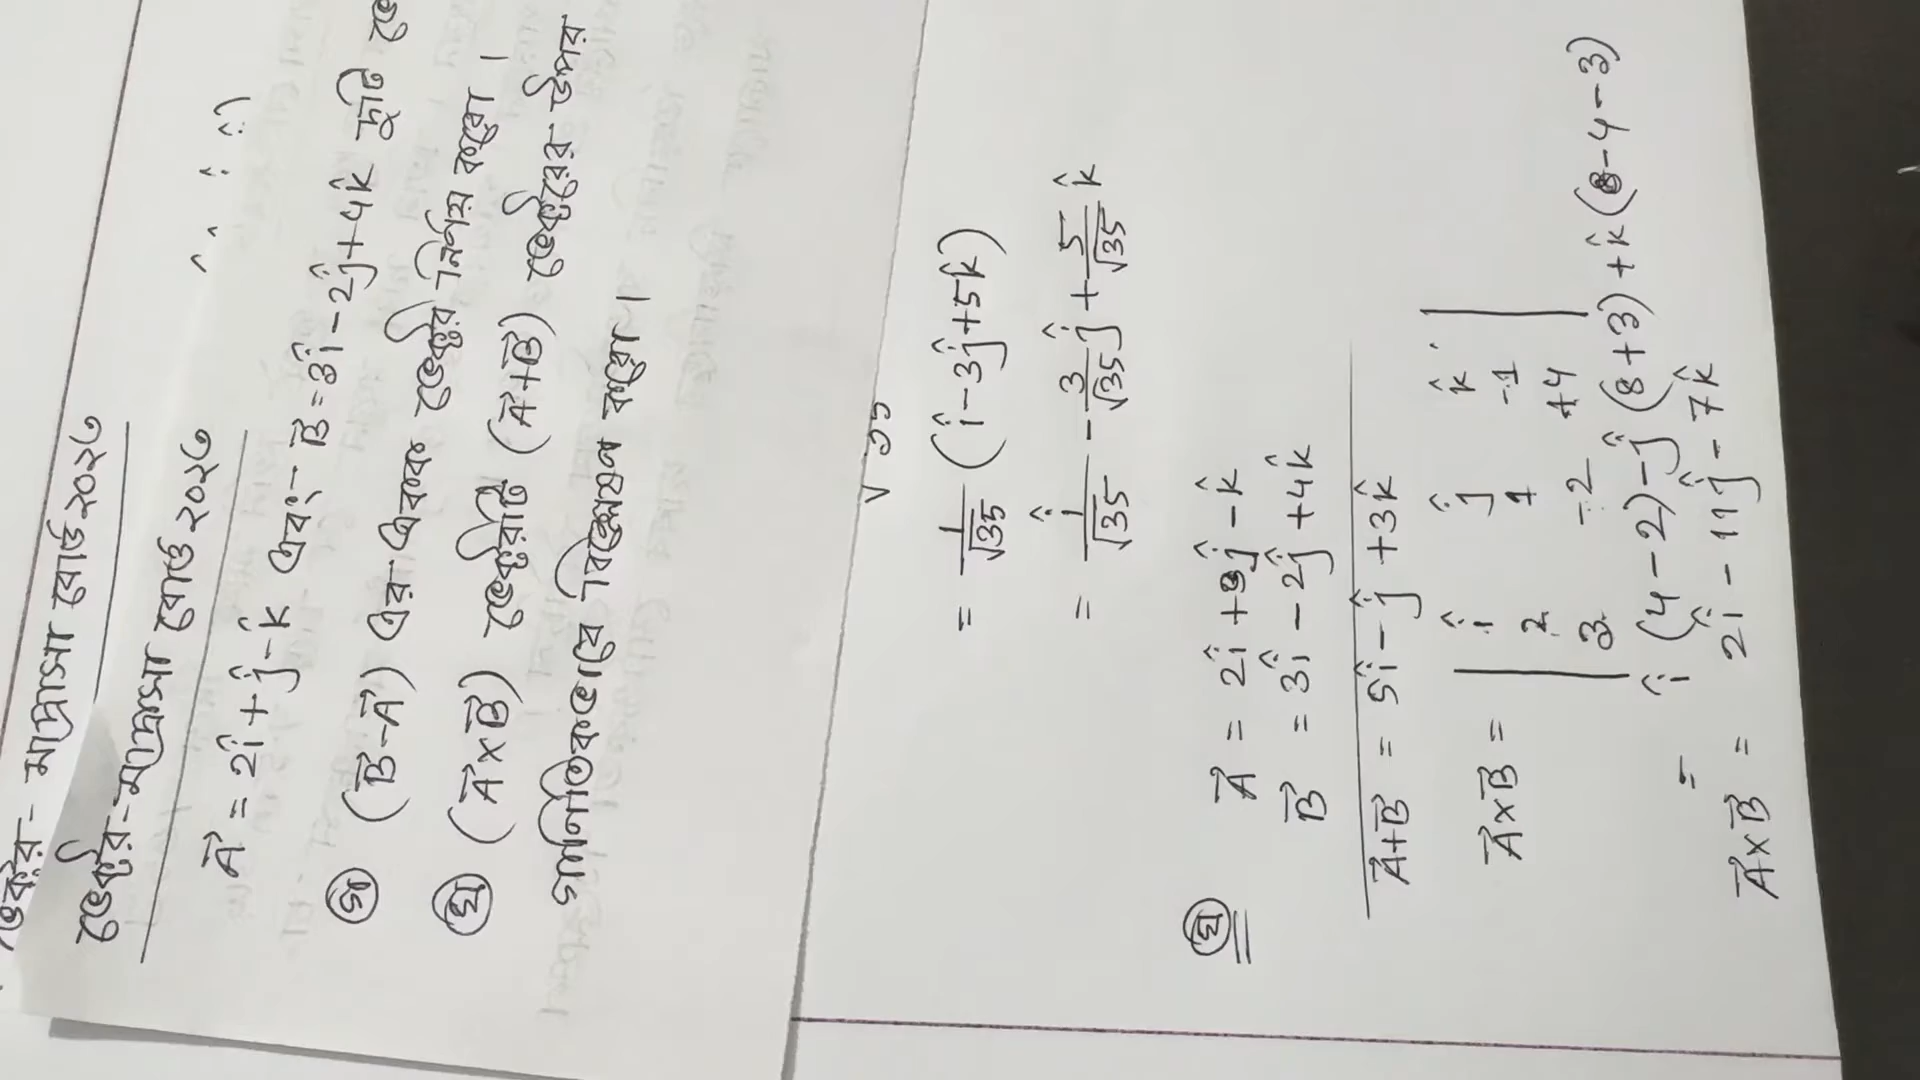 ভেক্টর - মাদ্রাসা বোর্ড ২০২৩
ভেক্টর - মাদ্রাসা বোর্ড ২০২৩
A⃗ = 2î + ĵ - k̂ এবং B⃗ = 3î - 2ĵ + 4k̂ দুটি
গ (B⃗ - A⃗) এর একক ভেক্টর নির্ণয় করো।
ঘ (A⃗ × B⃗) ভেক্টরটি (A⃗ + B⃗) ভেক্টরের উপর
গাণিতিকভাবে বিশ্লেষণ করো।
√35
= 1/√35 (î - 3ĵ + 5k̂)
= î/√35 - 3/√35 ĵ + 5/√35 k̂
ঘ
A⃗ = 2î + ĵ - k̂
B⃗ = 3î - 2ĵ + 4k̂
A⃗ + B⃗ = 5î - ĵ + 3k̂
A⃗ × B⃗ = | î ĵ k̂
2 1 -1
3 -2 +4 |
= î (4 - 2) - ĵ (8 + 3) + k̂ (-4 - 3)
A⃗ × B⃗ = 2î - 11ĵ - 7k̂